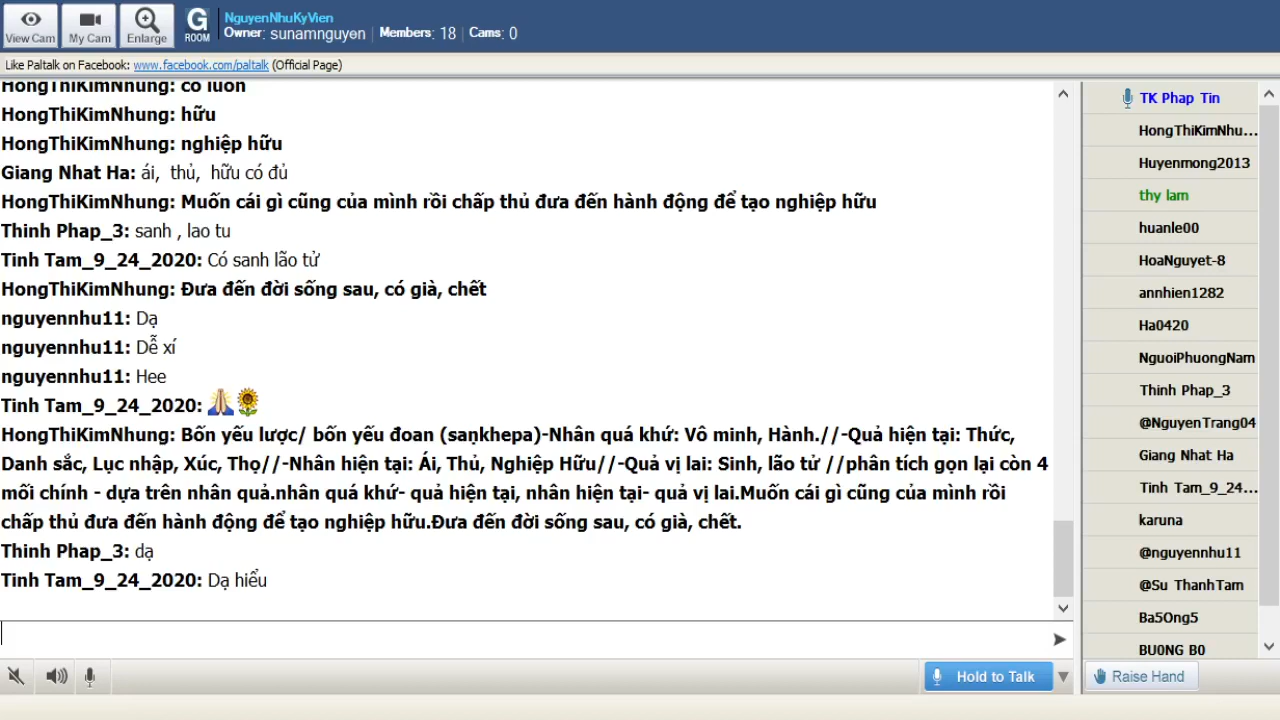 View Cam
My Cam
Enlarge
G
ROOM
NguyenNhuKyVien
Owner: sunamnguyen | Members: 18 | Cams: 0
Like Paltalk on Facebook: www.facebook.com/paltalk (Official Page)
HongThiKimNhung: có luôn
HongThiKimNhung: hữu
HongThiKimNhung: nghiệp hữu
Giang Nhat Ha: ái, thủ, hữu có đủ
HongThiKimNhung: Muốn cái gì cũng của mình rồi chấp thủ đưa đến hành động để tạo nghiệp hữu
Thinh Phap_3: sanh , lao tu
Tinh Tam_9_24_2020: Có sanh lão tử
HongThiKimNhung: Đưa đến đời sống sau, có già, chết
nguyennhu11: Dạ
nguyennhu11: Dễ xí
nguyennhu11: Hee
Tinh Tam_9_24_2020: 🙏🌻
HongThiKimNhung: Bốn yếu lược/ bốn yếu đoan (saṇkhepa)-Nhân quá khứ: Vô minh, Hành.//-Quả hiện tại: Thức,
Danh sắc, Lục nhập, Xúc, Thọ//-Nhân hiện tại: Ái, Thủ, Nghiệp Hữu//-Quả vị lai: Sinh, lão tử //phân tích gọn lại còn 4
mối chính - dựa trên nhân quả.nhân quá khứ- quả hiện tại, nhân hiện tại- quả vị lai.Muốn cái gì cũng của mình rồi
chấp thủ đưa đến hành động để tạo nghiệp hữu.Đưa đến đời sống sau, có già, chết.
Thinh Phap_3: dạ
Tinh Tam_9_24_2020: Dạ hiểu
TK Phap Tin
HongThiKimNhu...
Huyenmong2013
thy lam
huanle00
HoaNguyet-8
annhien1282
Ha0420
NguoiPhuongNam
Thinh Phap_3
@NguyenTrang04
Giang Nhat Ha
Tinh Tam_9_24...
karuna
@nguyennhu11
@Su ThanhTam
Ba5Ong5
BU0NG B0
Hold to Talk
Raise Hand